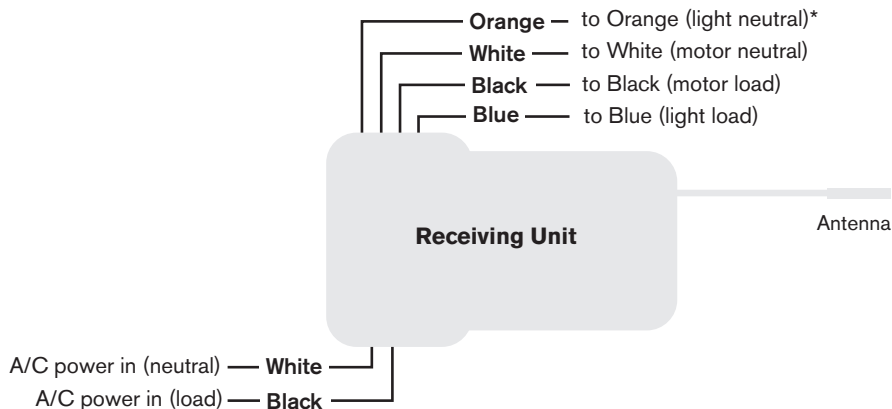 Orange to Orange (light neutral)*
White to White (motor neutral)
Black to Black (motor load)
Blue to Blue (light load)
Antenna
Receiving Unit
A/C power in (neutral) White
A/C power in (load) Black